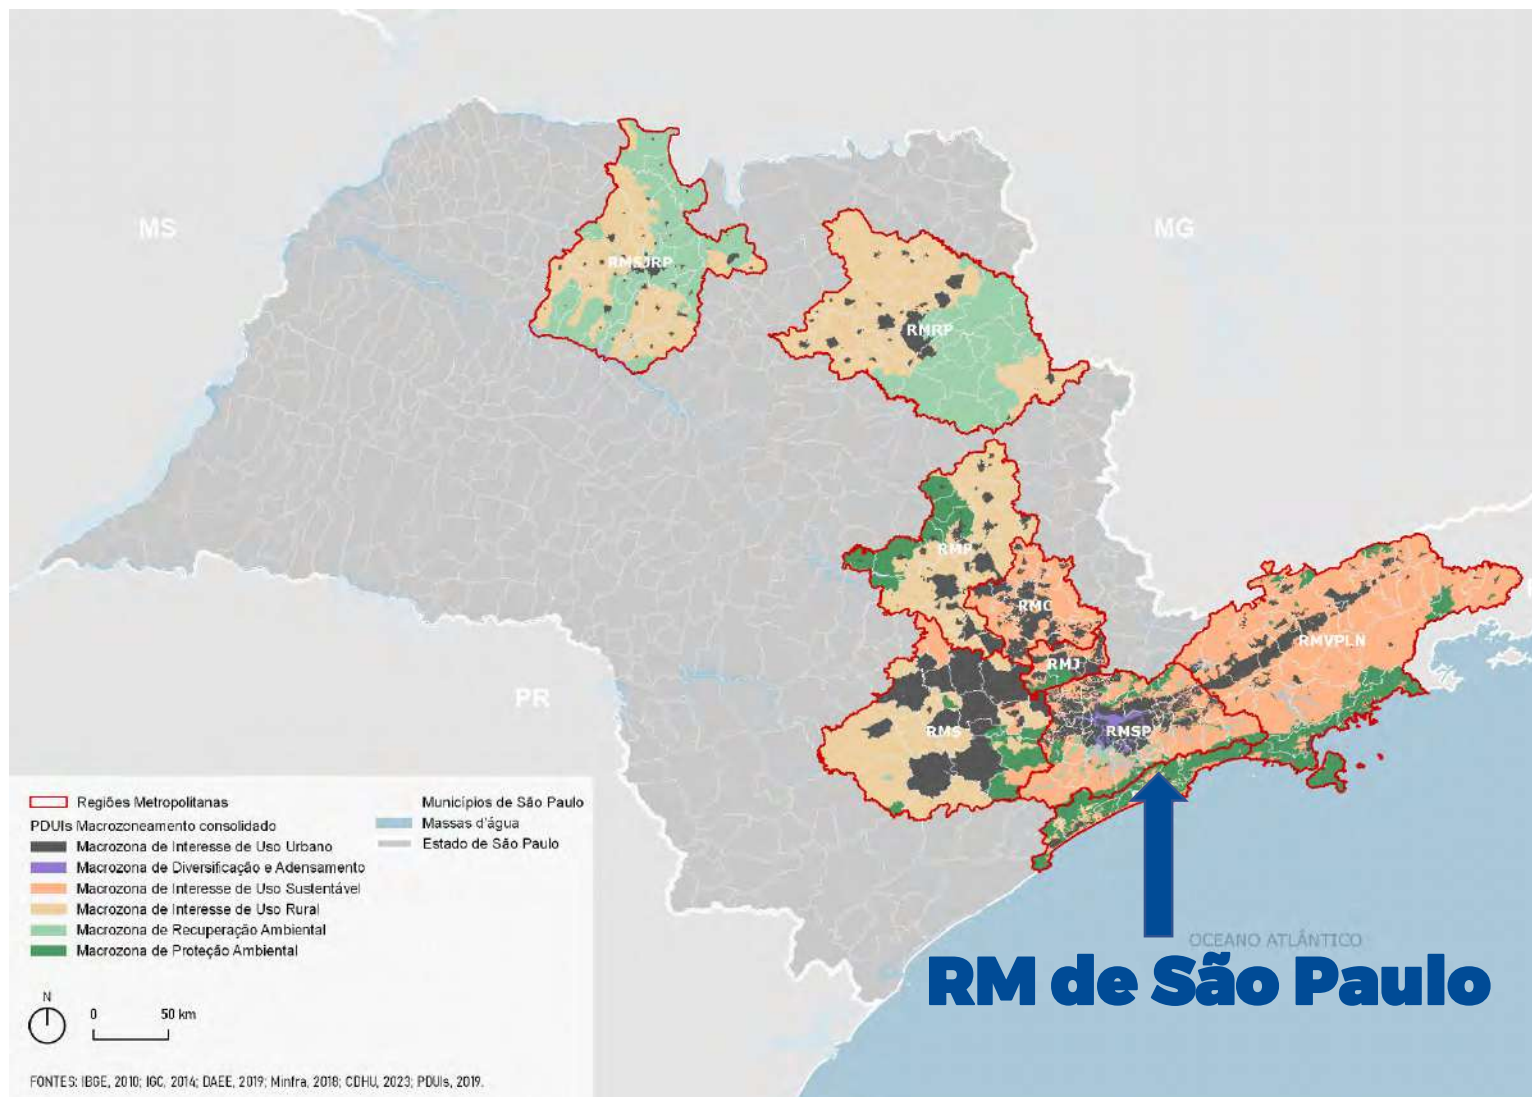 MS
MG
RMSJRP
RMRP
RMP
RMC
RMVPLN
RMJ
PR
RMS
RMSP
Regiões Metropolitanas
PDUIs Macrozoneamento consolidado
Macrozona de Interesse de Uso Urbano
Macrozona de Diversificação e Adensamento
Macrozona de Interesse de Uso Sustentável
Macrozona de Interesse de Uso Rural
Macrozona de Recuperação Ambiental
Macrozona de Proteção Ambiental
Municípios de São Paulo
Massas d'água
Estado de São Paulo
OCEANO ATLÂNTICO
RM de São Paulo
N
0 50 km
FONTES: IBGE, 2010; IGC, 2014; DAEE, 2019; Minfra, 2018; CDHU, 2023; PDUIs, 2019.